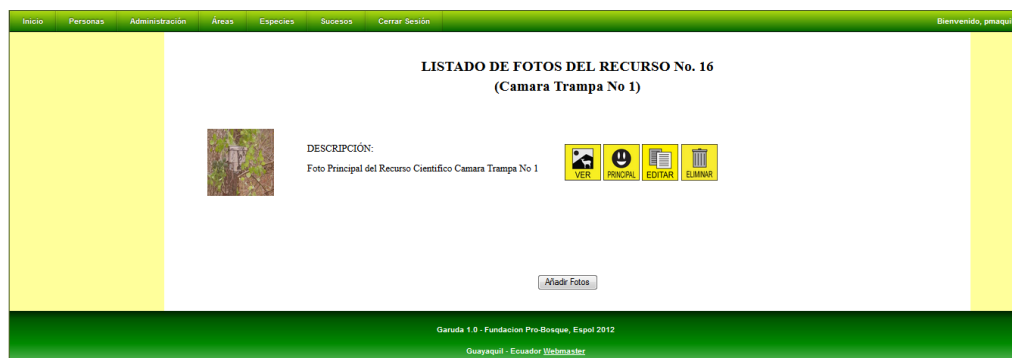 Inicio Personas Administración Áreas Especies Sucesos Cerrar Sesión Bienvenido, pmaqui
LISTADO DE FOTOS DEL RECURSO No. 16
(Camara Trampa No 1)
DESCRIPCIÓN:
Foto Principal del Recurso Cientifico Camara Trampa No 1
VER PRINCIPAL EDITAR ELIMINAR
Añadir Fotos
Garuda 1.0 - Fundacion Pro-Bosque, Espol 2012
Guayaquil - Ecuador Webmaster